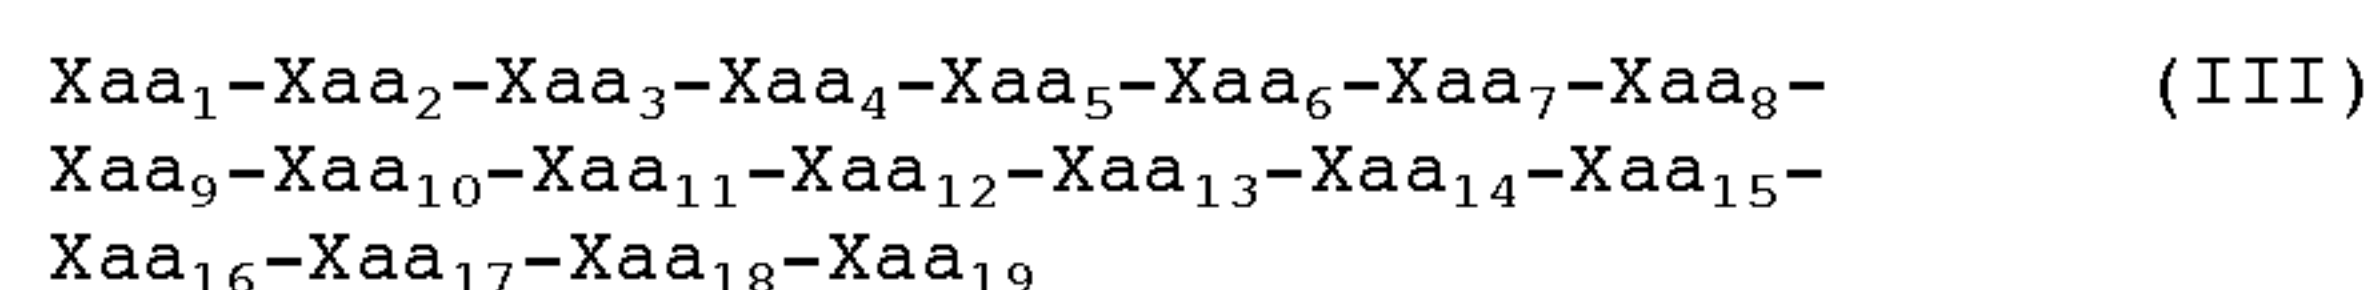 Xaa₁–Xaa₂–Xaa₃–Xaa₄–Xaa₅–Xaa₆–Xaa₇–Xaa₈– (III)
Xaa₉–Xaa₁₀–Xaa₁₁–Xaa₁₂–Xaa₁₃–Xaa₁₄–Xaa₁₅–
Xaa₁₆–Xaa₁₇–Xaa₁₈–Xaa₁₉